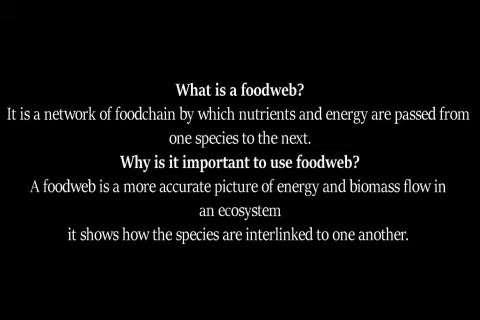 What is a foodweb?
It is a network of foodchain by which nutrients and energy are passed from
one species to the next.
Why is it important to use foodweb?
A foodweb is a more accurate picture of energy and biomass flow in
an ecosystem
it shows how the species are interlinked to one another.